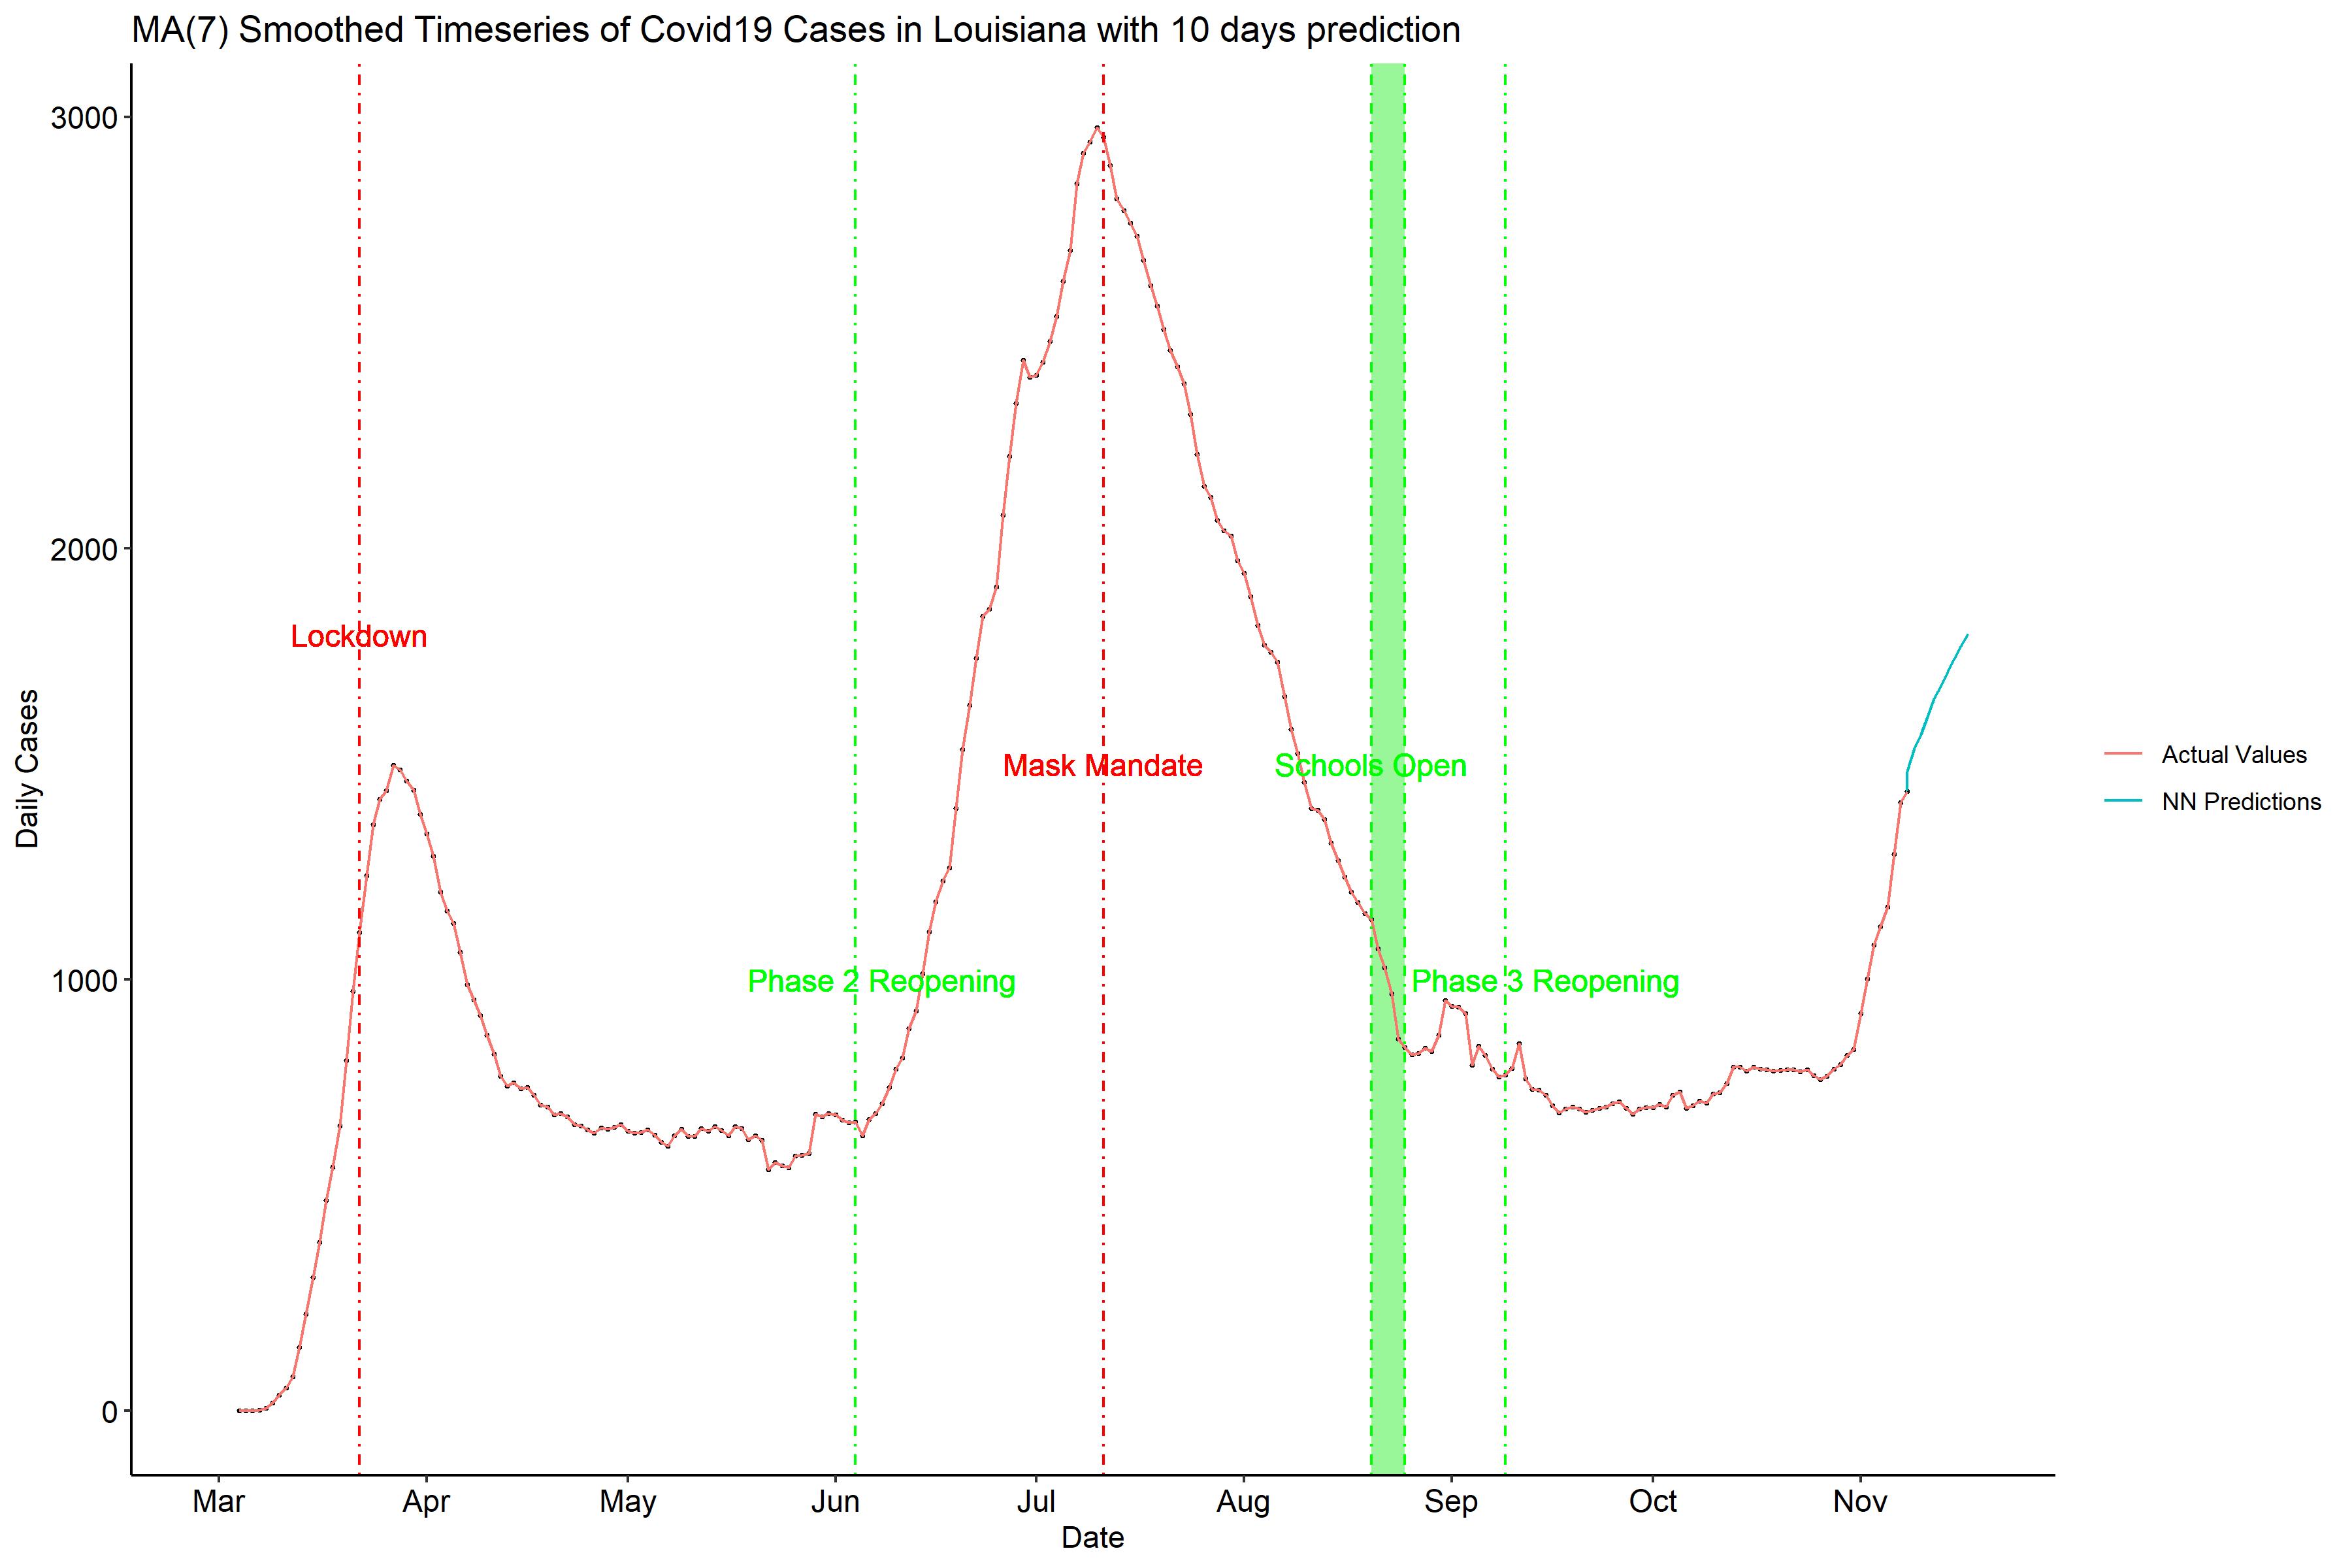 MA(7) Smoothed Timeseries of Covid19 Cases in Louisiana with 10 days prediction
3000
2000
1000
0
Daily Cases
Lockdown
Mask Mandate
Schools Open
Phase 2 Reopening
Phase 3 Reopening
Actual Values
NN Predictions
Mar
Apr
May
Jun
Jul
Aug
Sep
Oct
Nov
Date